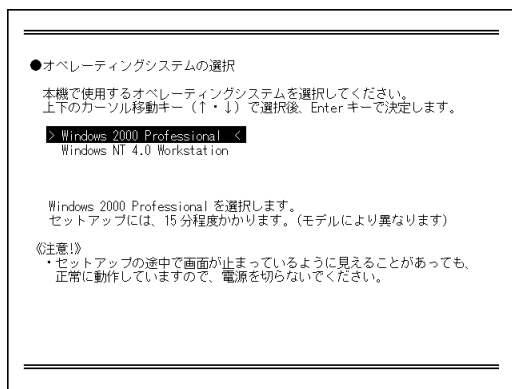 ●オペレーティングシステムの選択
本機で使用するオペレーティングシステムを選択してください。
上下のカーソル移動キー（↑・↓）で選択後、Enter キーで決定します。
> Windows 2000 Professional <
Windows NT 4.0 Workstation
Windows 2000 Professional を選択します。
セットアップには、15 分程度かかります。(モデルにより異なります)
《注意!》
・セットアップの途中で画面が止まっているように見えることがあっても、
正常に動作していますので、電源を切らないでください。